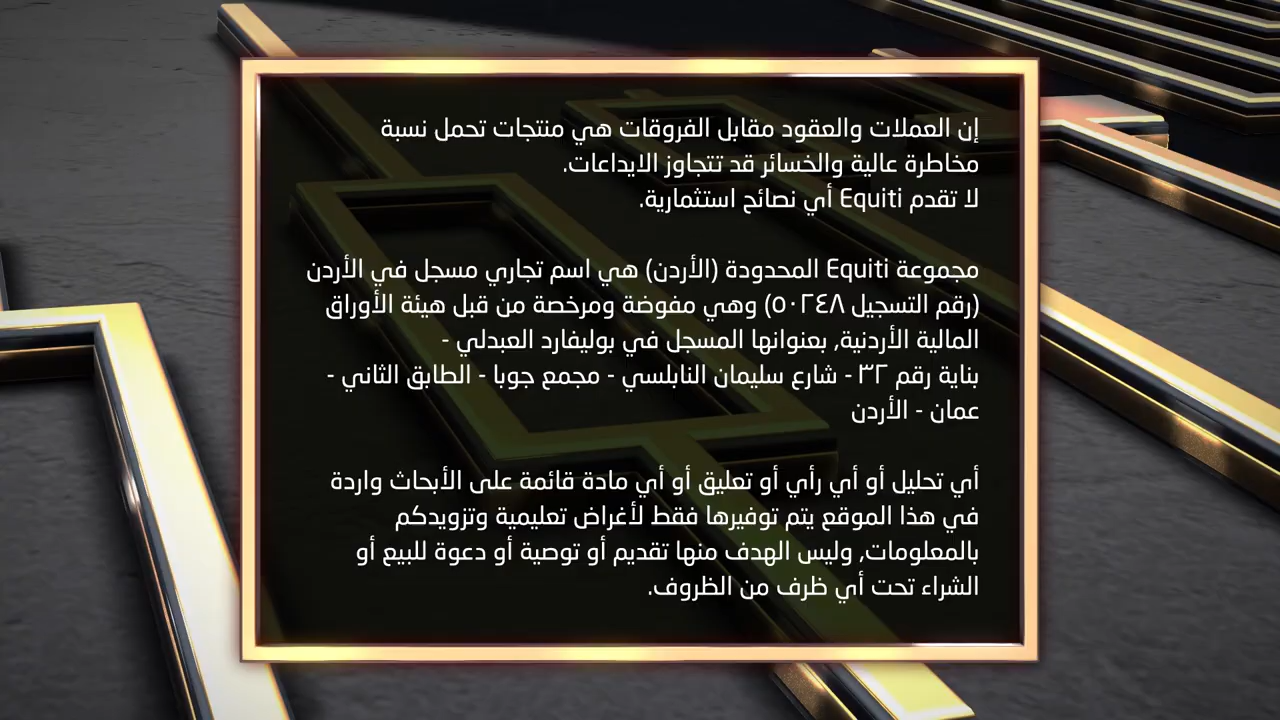 إن العملات والعقود مقابل الفروقات هي منتجات تحمل نسبة
مخاطرة عالية والخسائر قد تتجاوز الايداعات.
لا تقدم Equiti أي نصائح استثمارية.
مجموعة Equiti المحدودة (الأردن) هي اسم تجاري مسجل في الأردن
(رقم التسجيل ٥٠٢٤٨) وهي مفوضة ومرخصة من قبل هيئة الأوراق
المالية الأردنية, بعنوانها المسجل في بوليفارد العبدلي -
بناية رقم ٣٢ - شارع سليمان النابلسي - مجمع جوبا - الطابق الثاني -
عمان - الأردن
أي تحليل أو أي رأي أو تعليق أو أي مادة قائمة على الأبحاث واردة
في هذا الموقع يتم توفيرها فقط لأغراض تعليمية وتزويدكم
بالمعلومات, وليس الهدف منها تقديم أو توصية أو دعوة للبيع أو
الشراء تحت أي ظرف من الظروف.